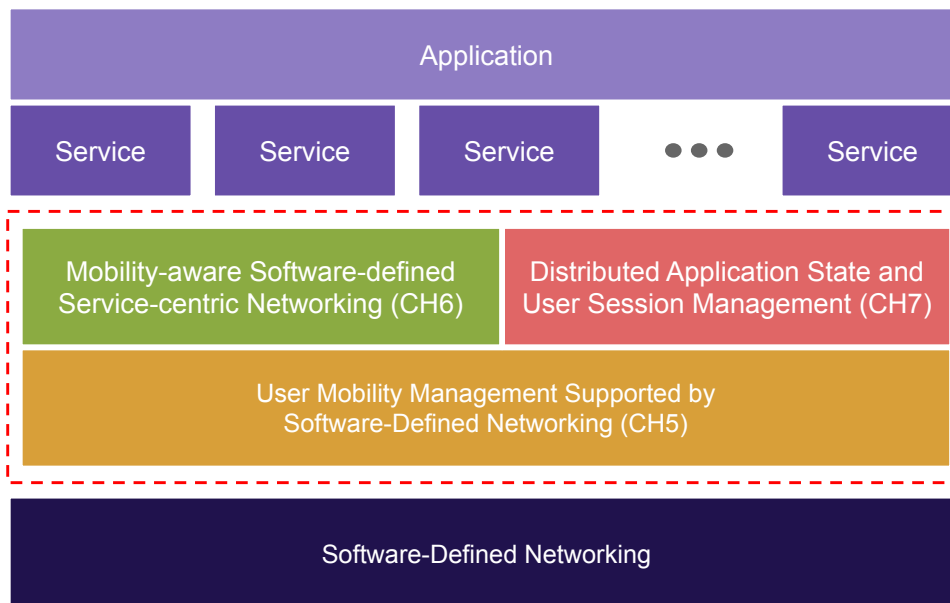 Application
Service
Service
Service
Service
Mobility-aware Software-defined
Service-centric Networking (CH6)
Distributed Application State and
User Session Management (CH7)
User Mobility Management Supported by
Software-Defined Networking (CH5)
Software-Defined Networking